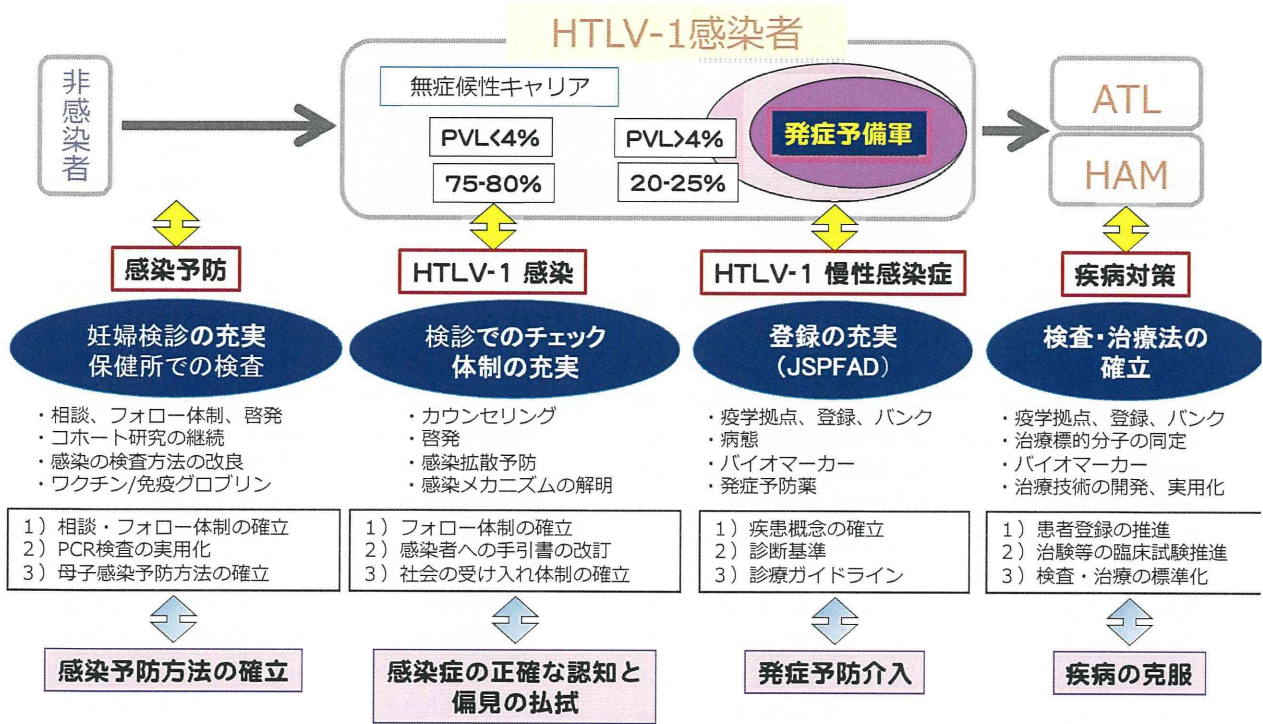 HTLV-1感染者
非感染者
無症候性キャリア
PVL<4%
75-80%
PVL>4%
20-25%
発症予備軍
ATL
HAM
感染予防
妊婦検診の充実
保健所での検査
・相談、フォロー体制、啓発
・コホート研究の継続
・感染の検査方法の改良
・ワクチン/免疫グロブリン
1）相談・フォロー体制の確立
2）PCR検査の実用化
3）母子感染予防方法の確立
感染予防方法の確立
HTLV-1 感染
検診でのチェック
体制の充実
・カウンセリング
・啓発
・感染拡散予防
・感染メカニズムの解明
1）フォロー体制の確立
2）感染者への手引書の改訂
3）社会の受け入れ体制の確立
感染症の正確な認知と
偏見の払拭
HTLV-1 慢性感染症
登録の充実
（JSPFAD）
・疫学拠点、登録、バンク
・病態
・バイオマーカー
・発症予防薬
1）疾患概念の確立
2）診断基準
3）診療ガイドライン
発症予防介入
疾病対策
検査・治療法の
確立
・疫学拠点、登録、バンク
・治療標的分子の同定
・バイオマーカー
・治療技術の開発、実用化
1）患者登録の推進
2）治験等の臨床試験推進
3）検査・治療の標準化
疾病の克服